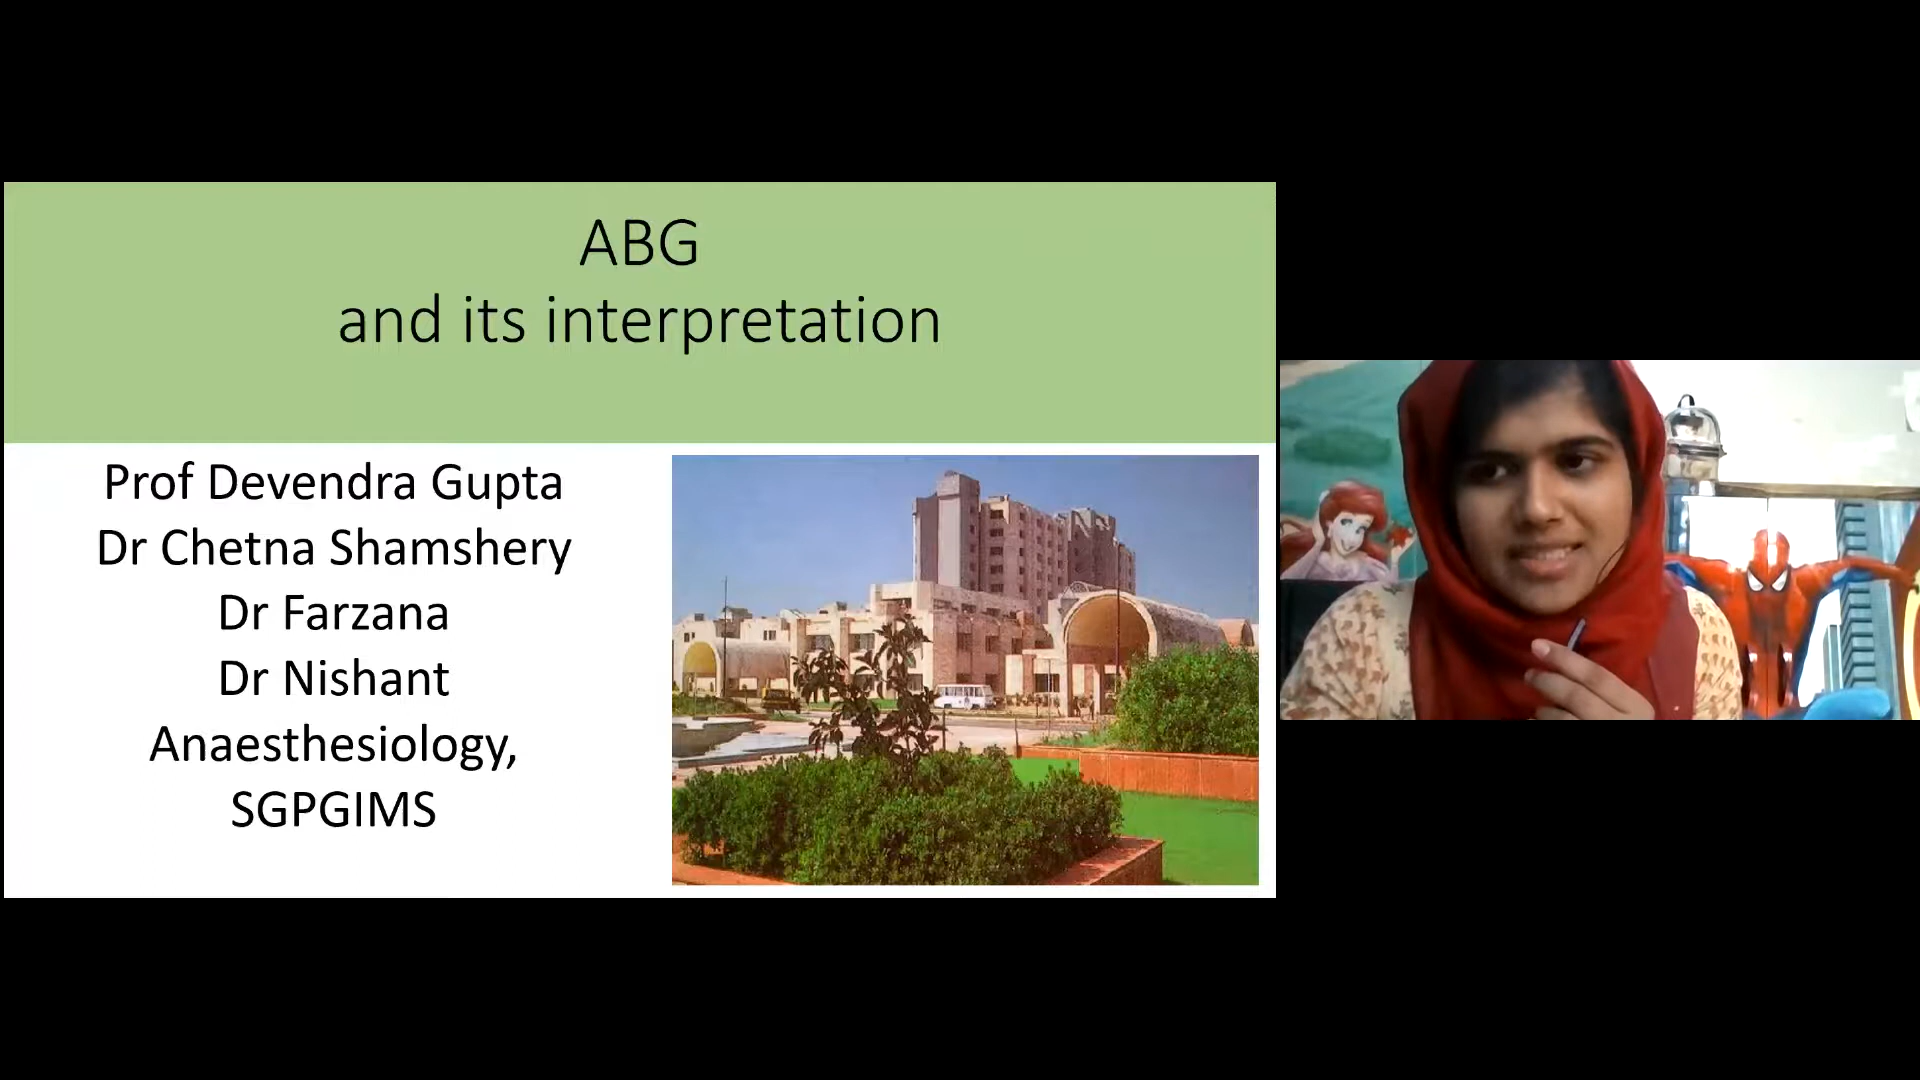 ABG
and its interpretation
Prof Devendra Gupta
Dr Chetna Shamshery
Dr Farzana
Dr Nishant
Anaesthesiology,
SGPGIMS